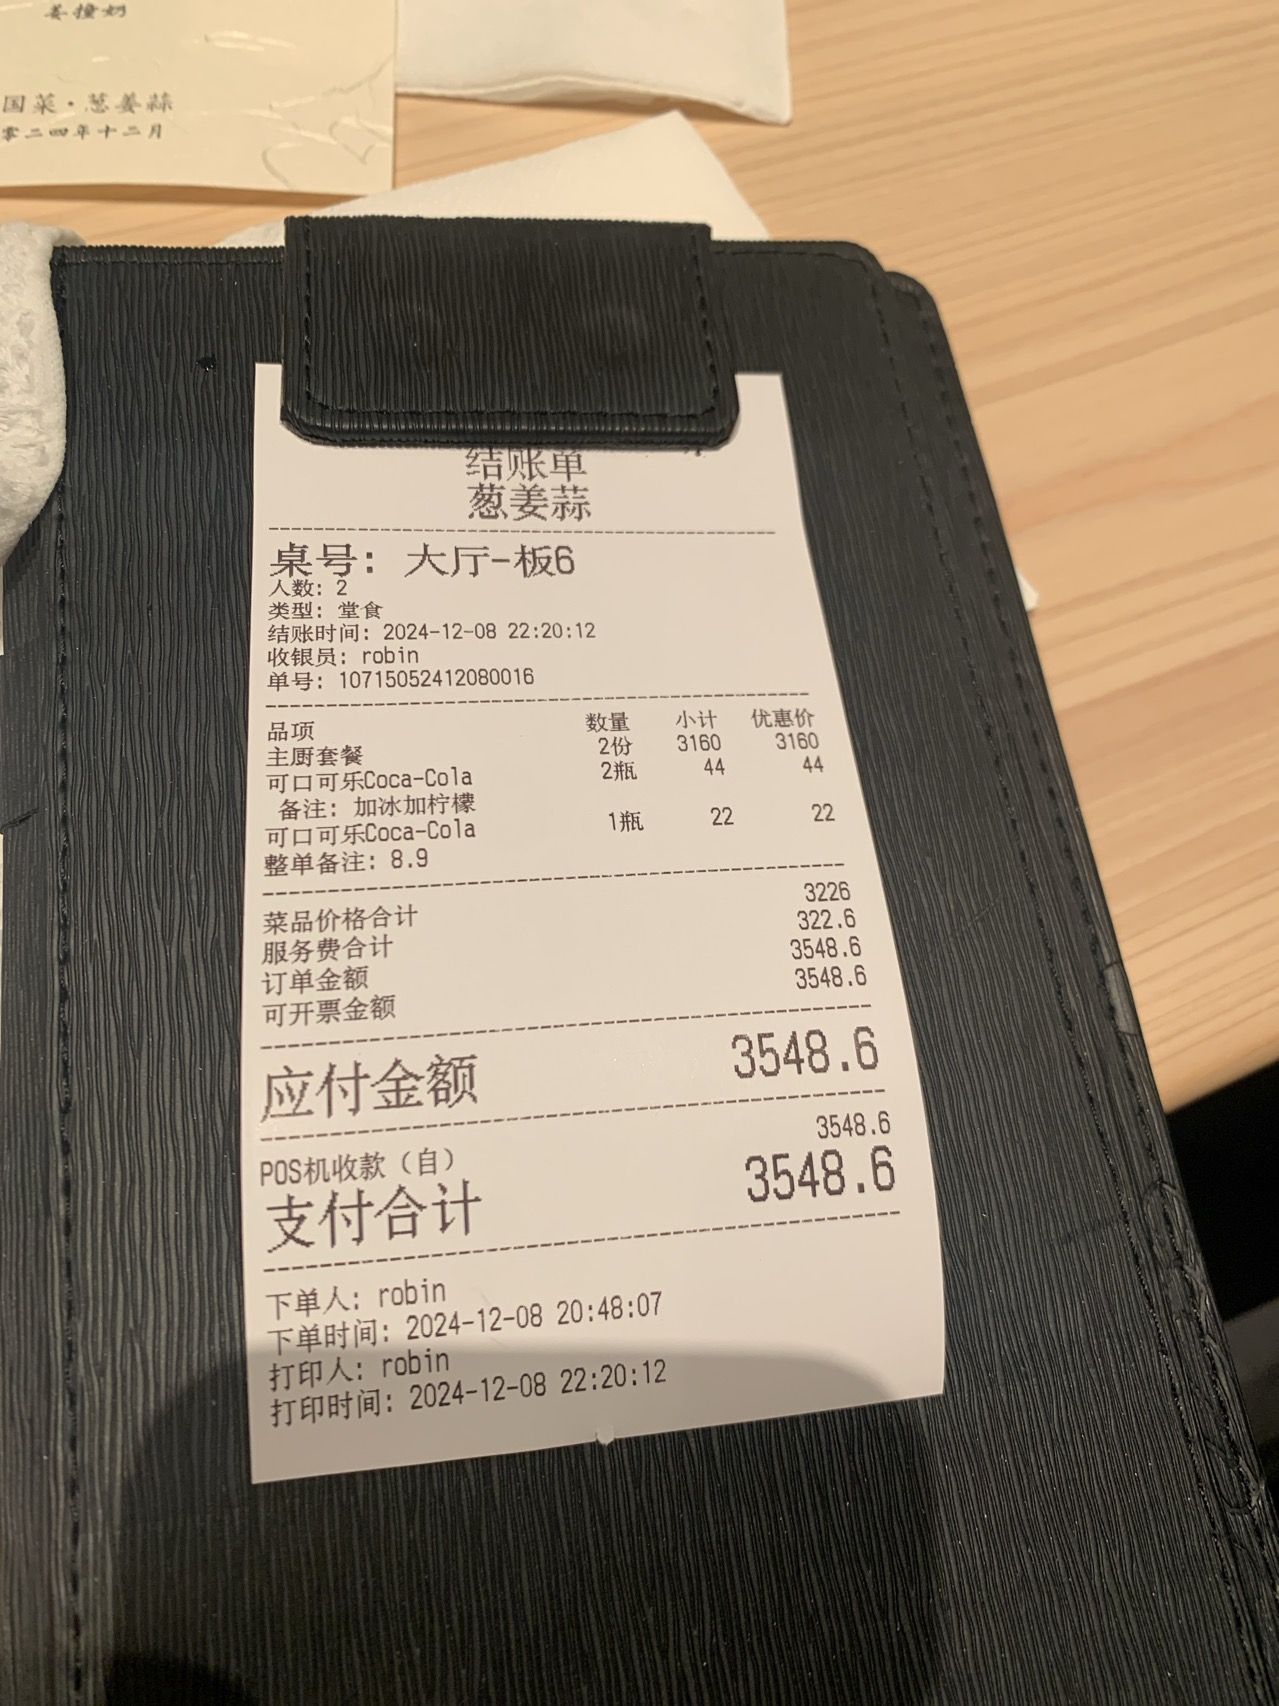 姜撞奶
国菜·葱姜蒜
零二四年十二月
结账单
葱姜蒜
桌号: 大厅-板6
人数: 2
类型: 堂食
结账时间: 2024-12-08 22:20:12
收银员: robin
单号: 10715052412080016
品项 数量 小计 优惠价
主厨套餐 2份 3160 3160
可口可乐Coca-Cola 2瓶 44 44
备注: 加冰加柠檬
可口可乐Coca-Cola 1瓶 22 22
整单备注: 8.9
菜品价格合计 3226
服务费合计 322.6
订单金额 3548.6
可开票金额 3548.6
应付金额 3548.6
POS机收款（自） 3548.6
支付合计 3548.6
下单人: robin
下单时间: 2024-12-08 20:48:07
打印人: robin
打印时间: 2024-12-08 22:20:12